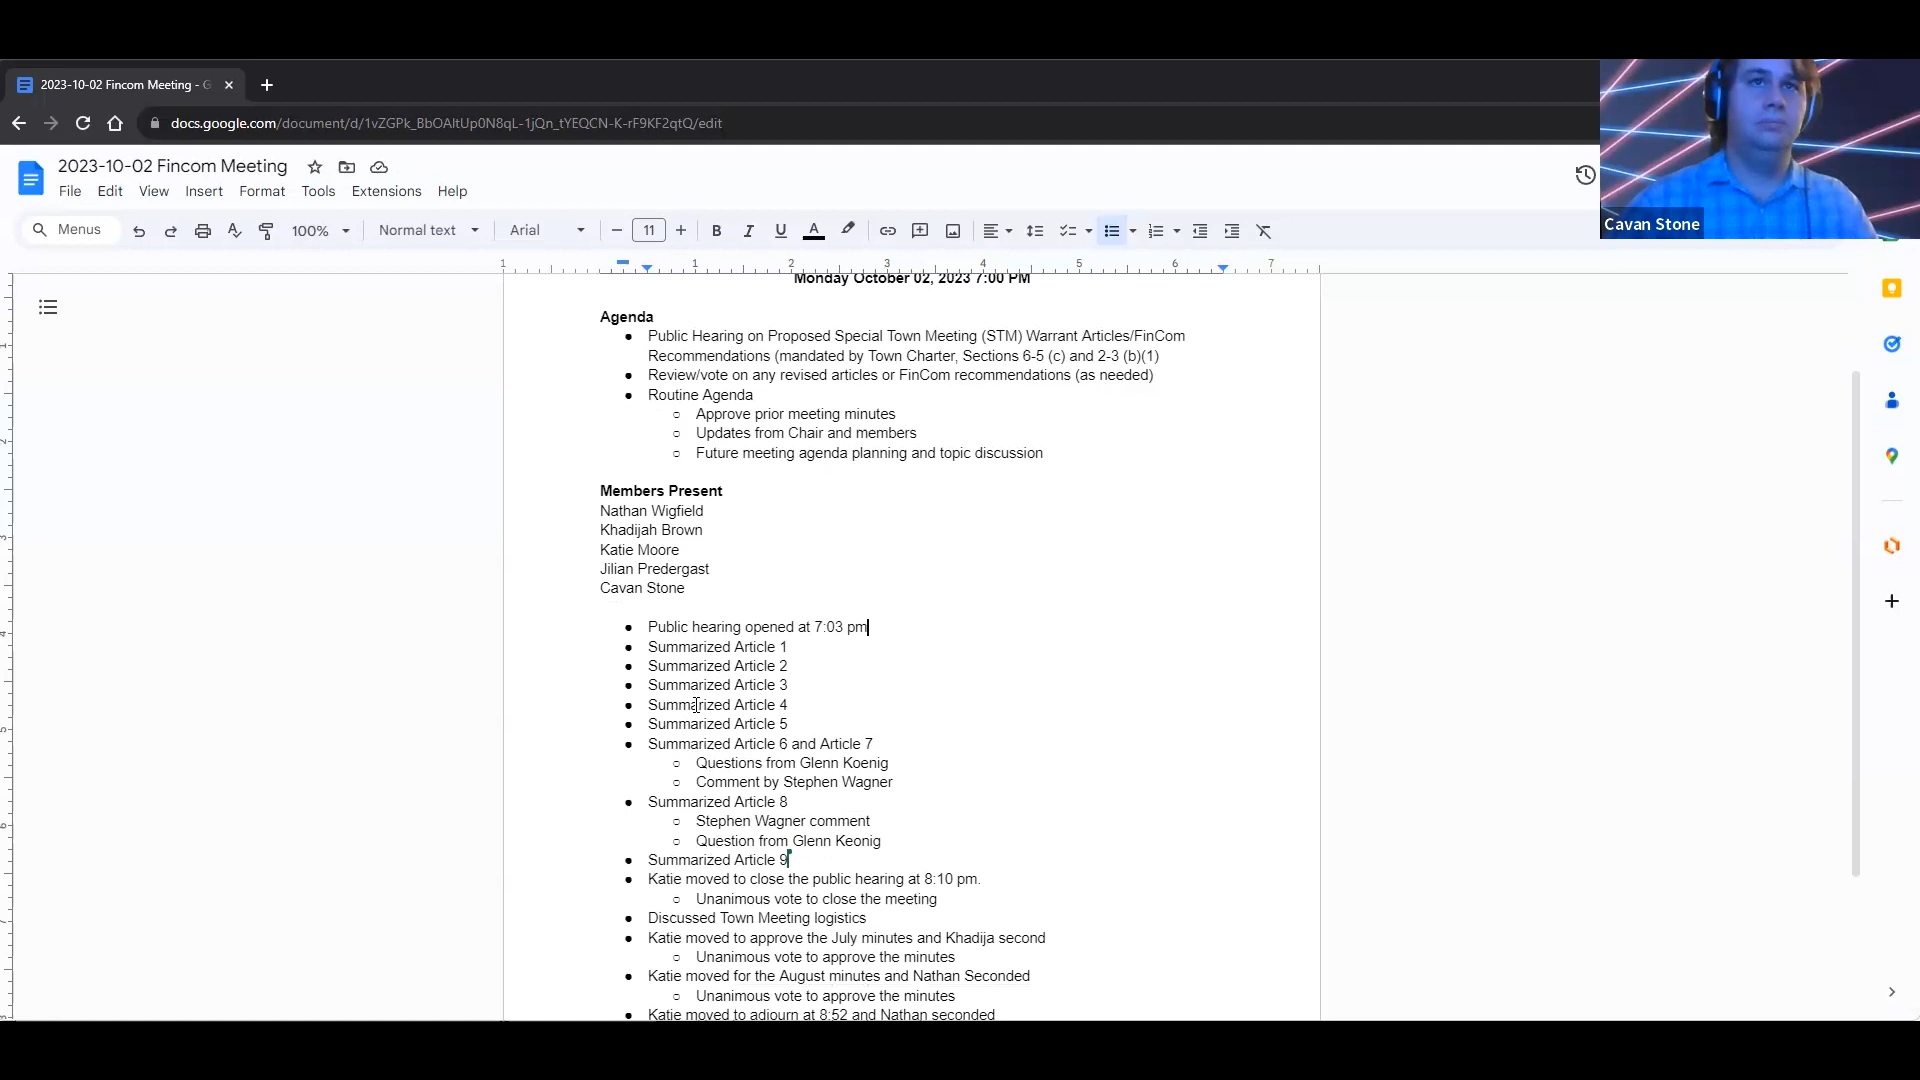 2023-10-02 Fincom Meeting - G
docs.google.com/document/d/1vZGPk_BbOAltUp0N8qL-1jQn_tYEQCN-K-rF9KF2qtQ/edit
2023-10-02 Fincom Meeting
File Edit View Insert Format Tools Extensions Help
Menus 100% Normal text Arial 11 B I U A
Cavan Stone
1 1 2 3 4 5 6 7
Monday October 02, 2023 7:00 PM
Agenda
● Public Hearing on Proposed Special Town Meeting (STM) Warrant Articles/FinCom
Recommendations (mandated by Town Charter, Sections 6-5 (c) and 2-3 (b)(1)
● Review/vote on any revised articles or FinCom recommendations (as needed)
● Routine Agenda
○ Approve prior meeting minutes
○ Updates from Chair and members
○ Future meeting agenda planning and topic discussion
Members Present
Nathan Wigfield
Khadijah Brown
Katie Moore
Jilian Predergast
Cavan Stone
● Public hearing opened at 7:03 pm
● Summarized Article 1
● Summarized Article 2
● Summarized Article 3
● Summarized Article 4
● Summarized Article 5
● Summarized Article 6 and Article 7
○ Questions from Glenn Koenig
○ Comment by Stephen Wagner
● Summarized Article 8
○ Stephen Wagner comment
○ Question from Glenn Keonig
● Summarized Article 9
● Katie moved to close the public hearing at 8:10 pm.
○ Unanimous vote to close the meeting
● Discussed Town Meeting logistics
● Katie moved to approve the July minutes and Khadija second
○ Unanimous vote to approve the minutes
● Katie moved for the August minutes and Nathan Seconded
○ Unanimous vote to approve the minutes
● Katie moved to adjourn at 8:52 and Nathan seconded